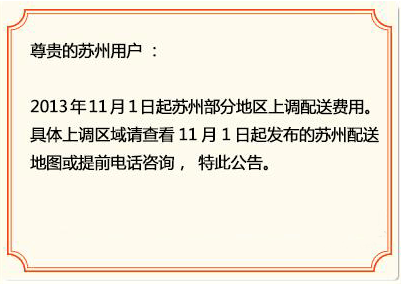 尊贵的苏州用户 ：
2013年11月1日起苏州部分地区上调配送费用。
具体上调区域请查看 11 月 1 日起发布的苏州配送
地图或提前电话咨询 ， 特此公告。